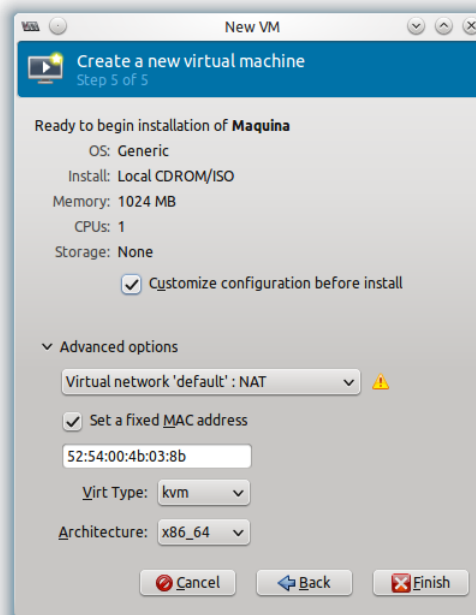 New VM
Create a new virtual machine
Step 5 of 5
Ready to begin installation of Maquina
OS: Generic
Install: Local CDROM/ISO
Memory: 1024 MB
CPUs: 1
Storage: None
Customize configuration before install
Advanced options
Virtual network 'default' : NAT
Set a fixed MAC address
52:54:00:4b:03:8b
Virt Type: kvm
Architecture: x86_64
Cancel Back Finish